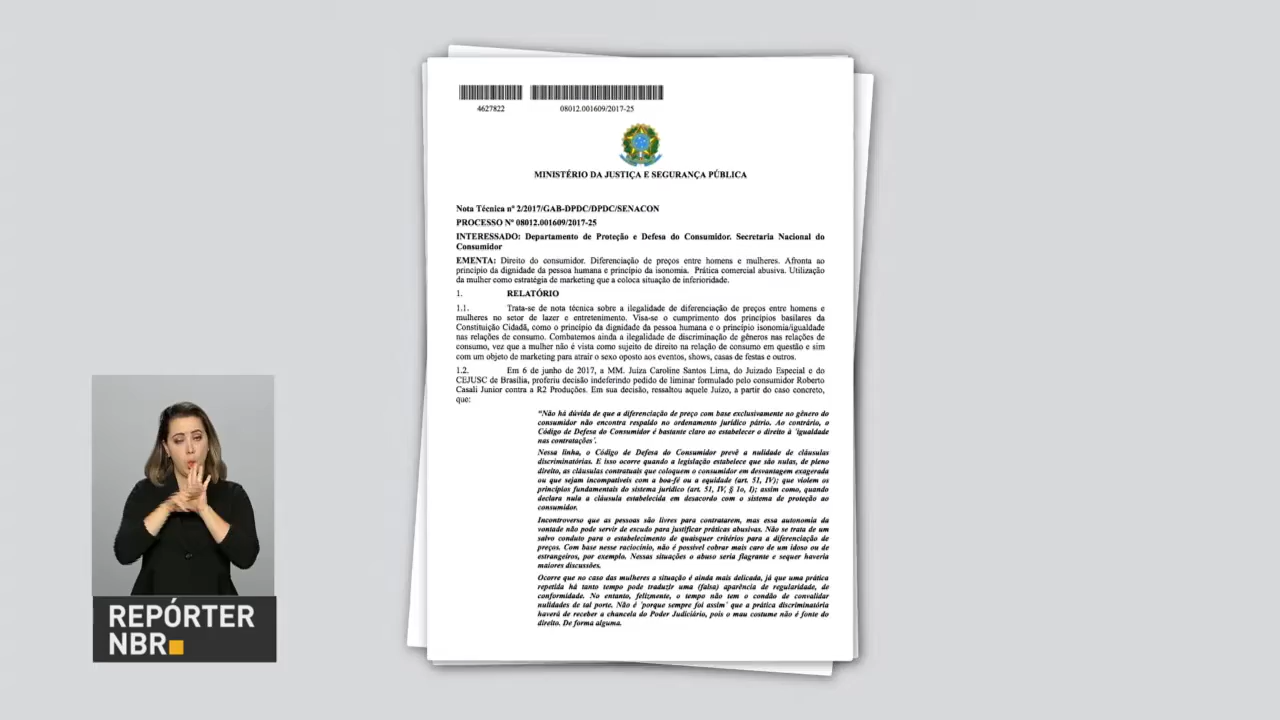 4627822 08012.001609/2017-25
MINISTÉRIO DA JUSTIÇA E SEGURANÇA PÚBLICA
Nota Técnica nº 2/2017/GAB-DPDC/DPDC/SENACON
PROCESSO Nº 08012.001609/2017-25
INTERESSADO: Departamento de Proteção e Defesa do Consumidor. Secretaria Nacional do
Consumidor
EMENTA: Direito do consumidor. Diferenciação de preços entre homens e mulheres. Afronta ao
princípio da dignidade da pessoa humana e princípio da isonomia. Prática comercial abusiva. Utilização
da mulher como estratégia de marketing que a coloca situação de inferioridade.
1. RELATÓRIO
1.1. Trata-se de nota técnica sobre a ilegalidade de diferenciação de preços entre homens e
mulheres no setor de lazer e entretenimento. Visa-se o cumprimento dos princípios basilares da
Constituição Cidadã, como o princípio da dignidade da pessoa humana e o princípio isonomia/igualdade
nas relações de consumo. Combatemos ainda a ilegalidade de discriminação de gêneros nas relações de
consumo, vez que a mulher não é vista como sujeito de direito na relação de consumo em questão e sim
com um objeto de marketing para atrair o sexo oposto aos eventos, shows, casas de festas e outros.
1.2. Em 6 de junho de 2017, a MM. Juíza Caroline Santos Lima, do Juizado Especial e do
CEJUSC de Brasília, proferiu decisão indeferindo pedido de liminar formulado pelo consumidor Roberto
Casali Junior contra a R2 Produções. Em sua decisão, ressaltou aquele Juízo, a partir do caso concreto,
que:
"Não há dúvida de que a diferenciação de preço com base exclusivamente no gênero do
consumidor não encontra respaldo no ordenamento jurídico pátrio. Ao contrário, o
Código de Defesa do Consumidor é bastante claro ao estabelecer o direito à 'igualdade
nas contratações'.
Nessa linha, o Código de Defesa do Consumidor prevê a nulidade de cláusulas
discriminatórias. E isso ocorre quando a legislação estabelece que são nulas, de pleno
direito, as cláusulas contratuais que coloquem o consumidor em desvantagem exagerada
ou que sejam incompatíveis com a boa-fé ou a equidade (art. 51, IV); que violem os
princípios fundamentais do sistema jurídico (art. 51, IV, § 1o, I); assim como, quando
declara nula a cláusula estabelecida em desacordo com o sistema de proteção ao
consumidor.
Incontroverso que as pessoas são livres para contratarem, mas essa autonomia da
vontade não pode servir de escudo para justificar práticas abusivas. Não se trata de um
salvo conduto para o estabelecimento de quaisquer critérios para a diferenciação de
preços. Com base nesse raciocínio, não é possível cobrar mais caro de um idoso ou de
estrangeiros, por exemplo. Nessas situações o abuso seria flagrante e sequer haveria
maiores discussões.
Ocorre que no caso das mulheres a situação é ainda mais delicada, já que uma prática
repetida há tanto tempo pode traduzir uma (falsa) aparência de regularidade, de
conformidade. No entanto, felizmente, o tempo não tem o condão de convalidar
nulidades de tal porte. Não é 'porque sempre foi assim' que a prática discriminatória
haverá de receber a chancela do Poder Judiciário, pois o mau costume não é fonte do
direito. De forma alguma.
REPÓRTER
NBR